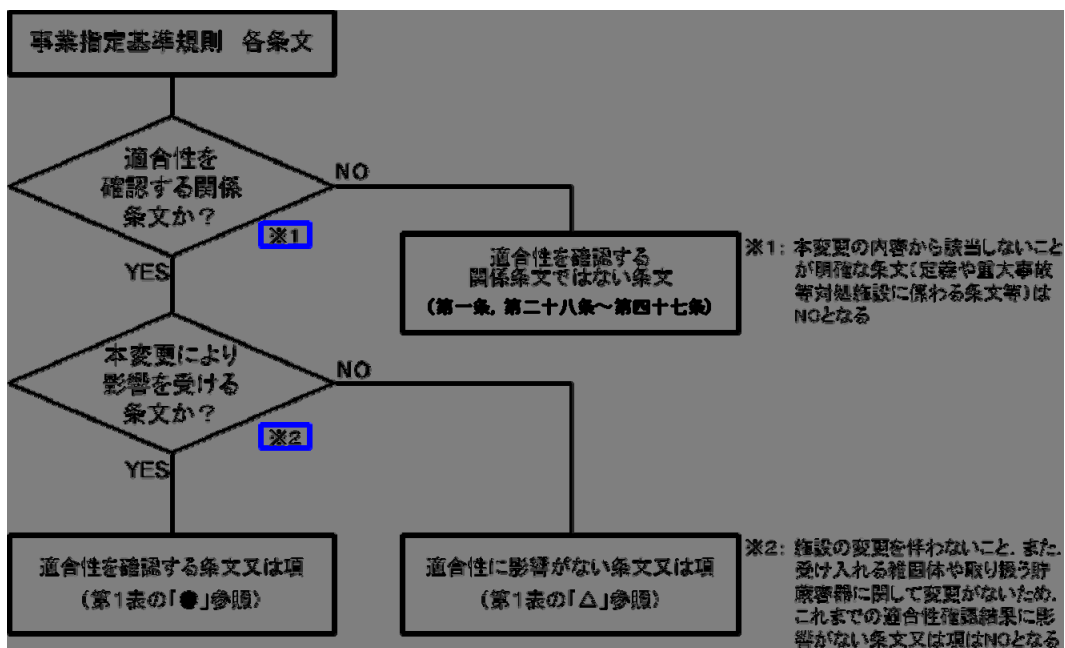 事業指定基準規則 各条文
適合性を
確認する関係
条文か?
※1
NO
YES
適合性を確認する
関係条文ではない条文
(第一条，第二十八条～第四十七条)
※1: 本変更の内容から該当しないこと
が明確な条文(定義や重大事故
等対処施設に係わる条文等)は
NOとなる
本変更により
影響を受ける
条文か?
※2
NO
YES
適合性を確認する条文又は項
(第1表の「●」参照)
適合性に影響がない条文又は項
(第1表の「△」参照)
※2: 施設の変更を伴わないこと，また，
受け入れる雑固体や取り扱う貯
蔵容器に関して変更がないため，
これまでの適合性確認結果に影
響がない条文又は項はNOとなる